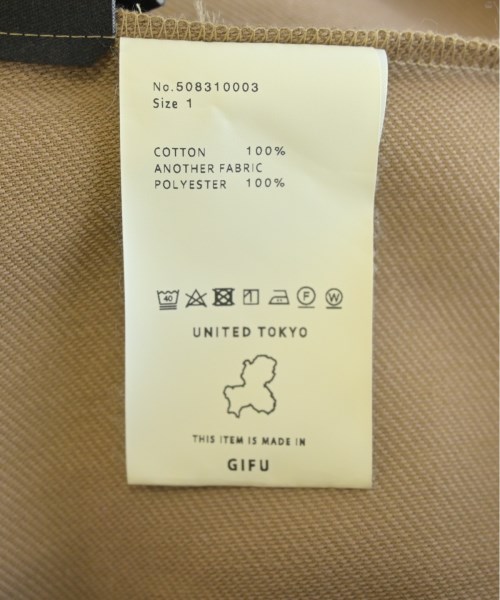 No.508310003
Size 1
COTTON 100%
ANOTHER FABRIC
POLYESTER 100%
40 F W
UNITED TOKYO
THIS ITEM IS MADE IN
GIFU